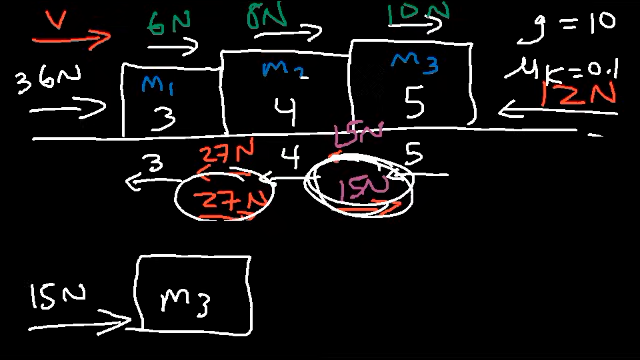 V 6N 8N 10N g = 10
36N m₁ m₂ m₃ μK = 0.1
3 4 5 12N
15N
3 27N 4 5
27N 15N
15N m₃